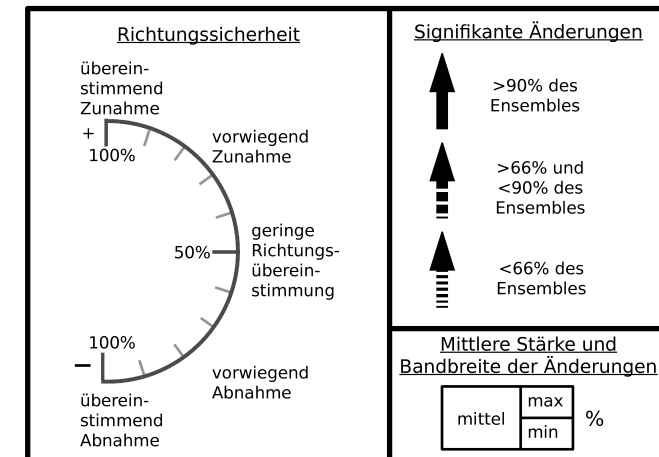 Richtungssicherheit
überein-
stimmend
Zunahme
+
100%
vorwiegend
Zunahme
50%
geringe
Richtungs-
überein-
stimmung
100%
−
vorwiegend
Abnahme
überein-
stimmend
Abnahme
Signifikante Änderungen
>90% des
Ensembles
>66% und
<90% des
Ensembles
<66% des
Ensembles
Mittlere Stärke und
Bandbreite der Änderungen
mittel
max
min
%